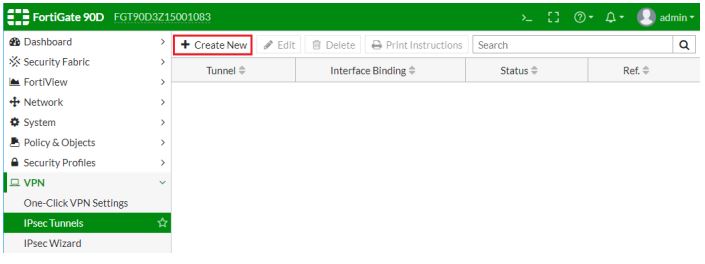 FortiGate 90D FGT90D3Z15001083 >_ admin
Dashboard
Security Fabric
FortiView
Network
System
Policy & Objects
Security Profiles
VPN
One-Click VPN Settings
IPsec Tunnels
IPsec Wizard
+ Create New Edit Delete Print Instructions Search
Tunnel Interface Binding Status Ref.